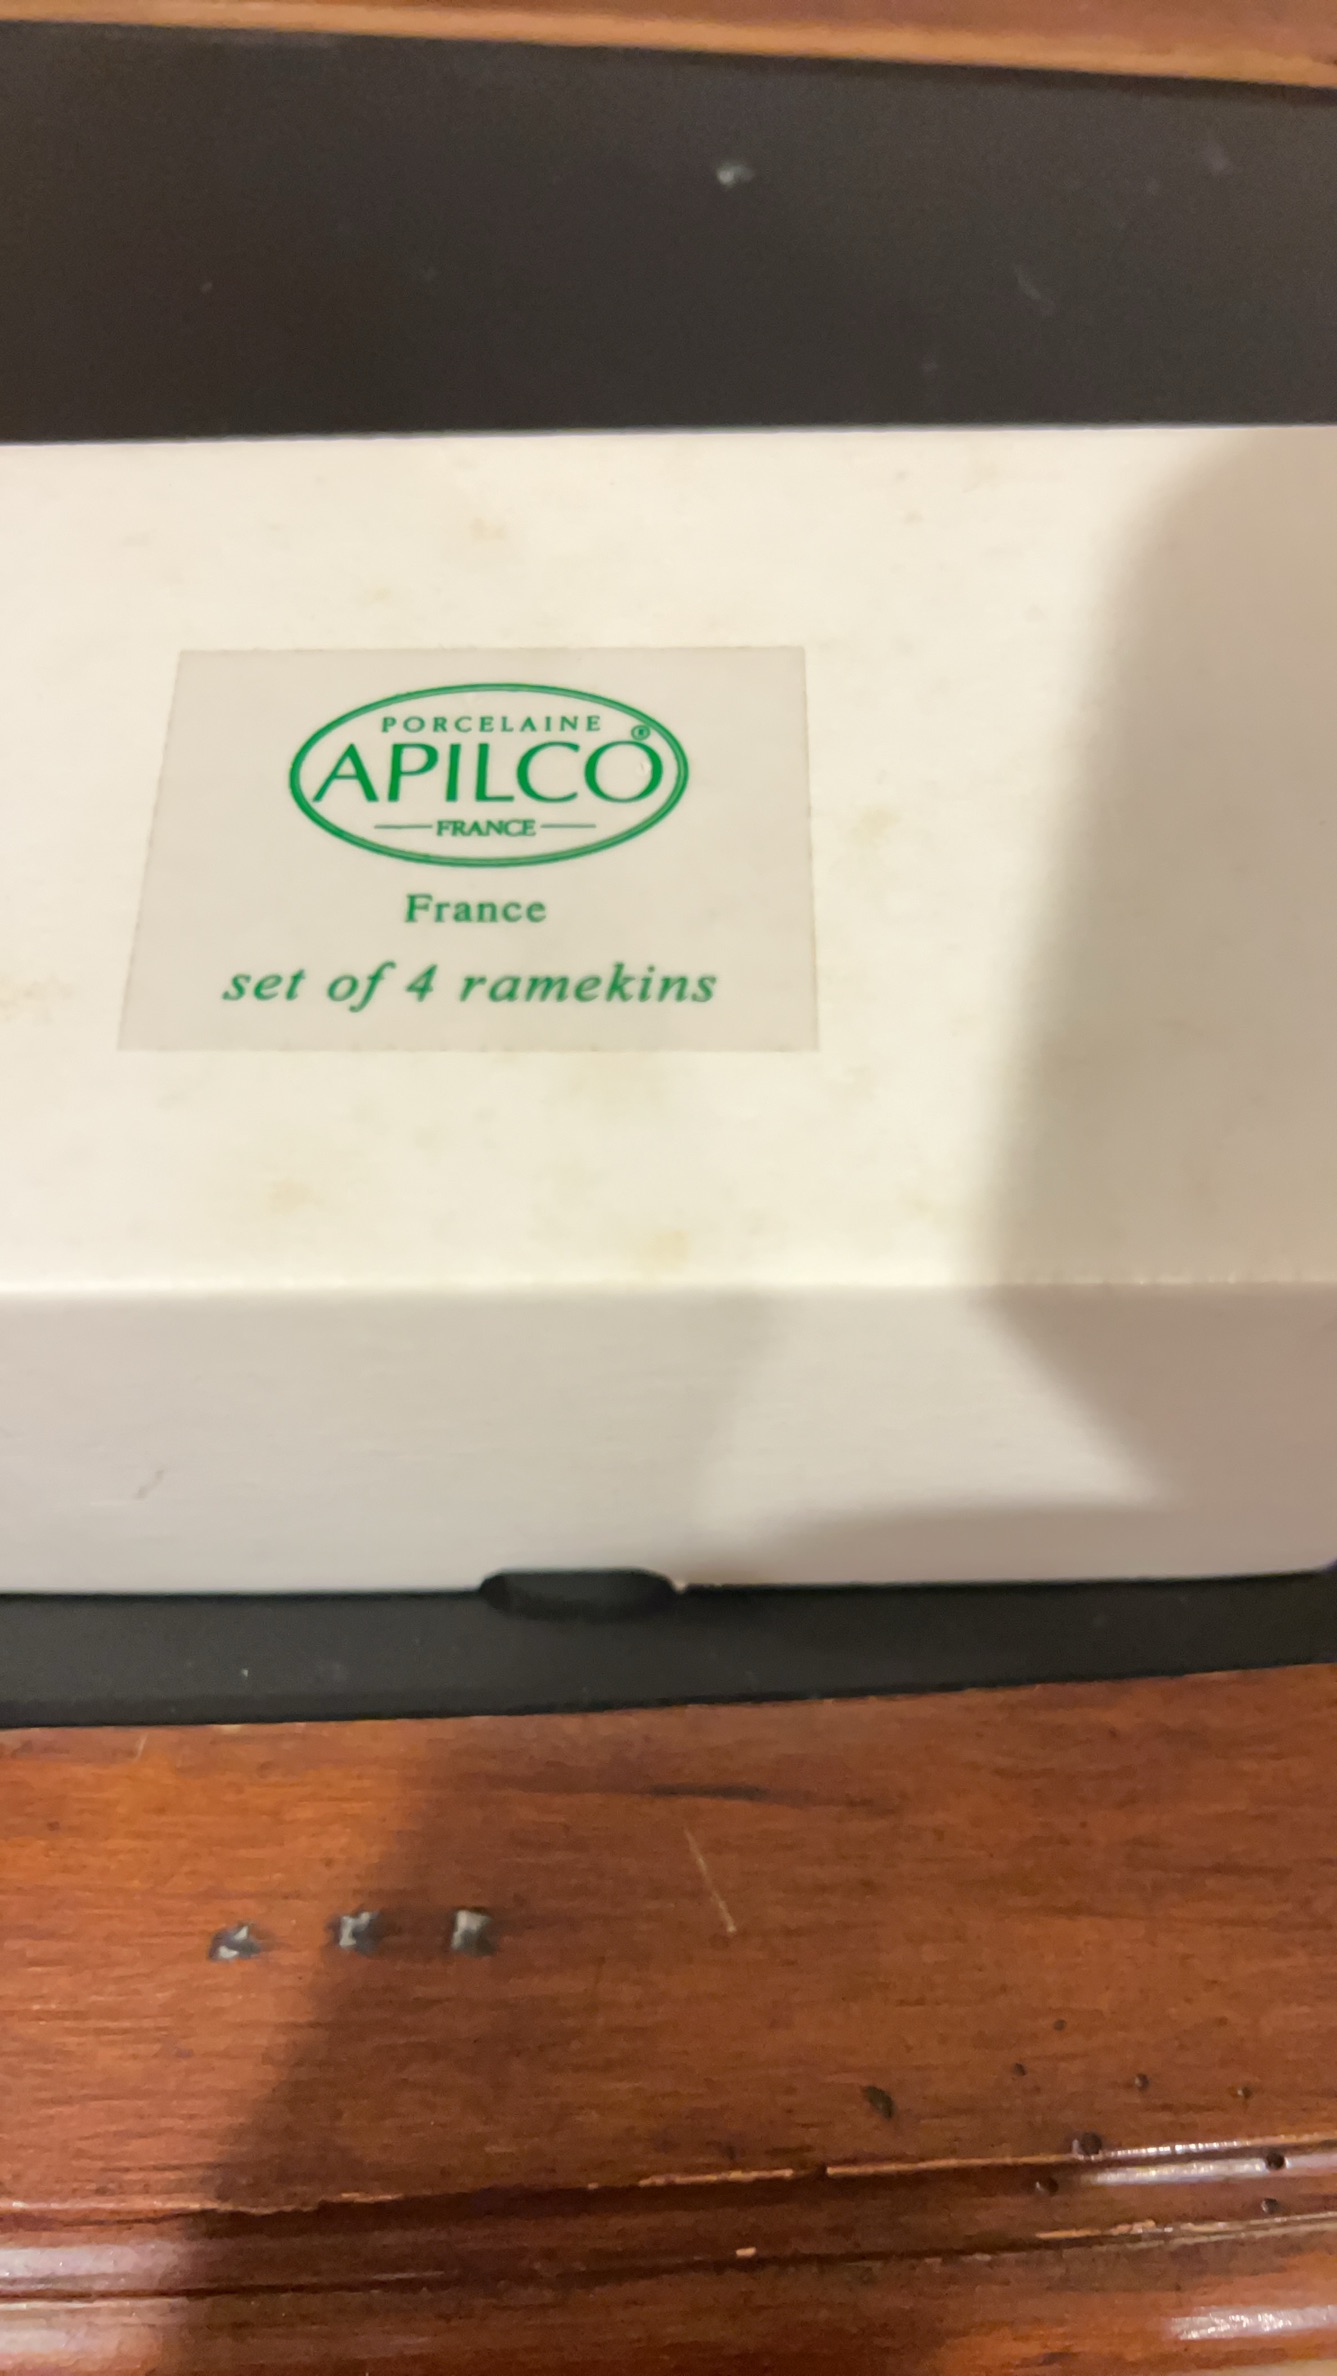 PORCELAINE
APILCO®
FRANCE
France
set of 4 ramekins